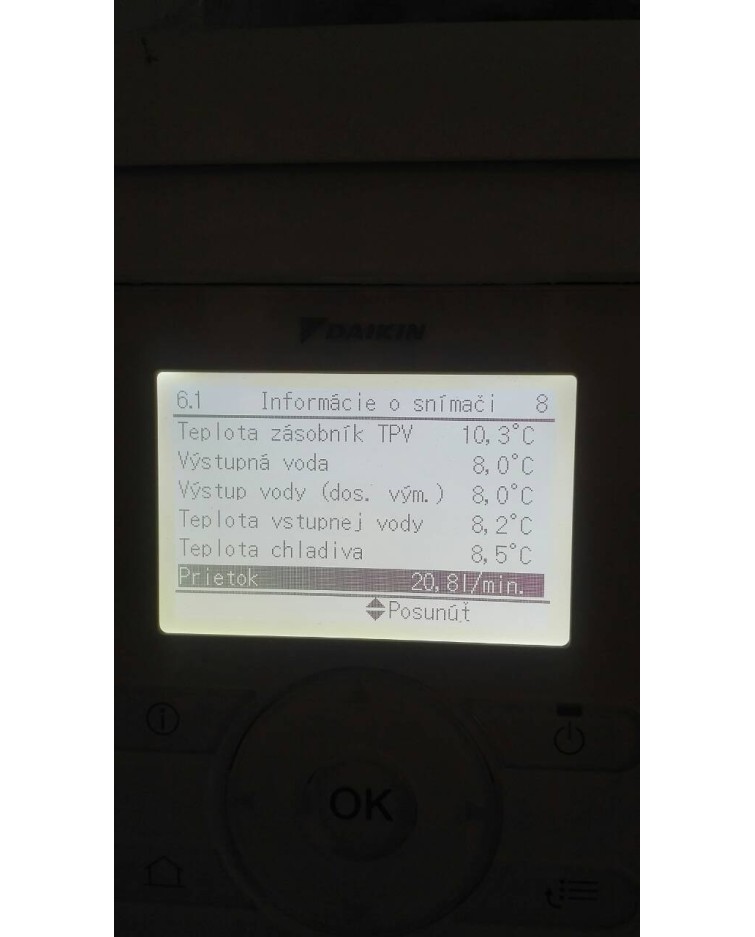 DAIKIN
6.1 Informácie o snímači 8
Teplota zásobník TPV 10,3°C
Výstupná voda 8,0°C
Výstup vody (dos. vým.) 8,0°C
Teplota vstupnej vody 8,2°C
Teplota chladiva 8,5°C
Prietok 20,8l/min.
Posunúť
OK